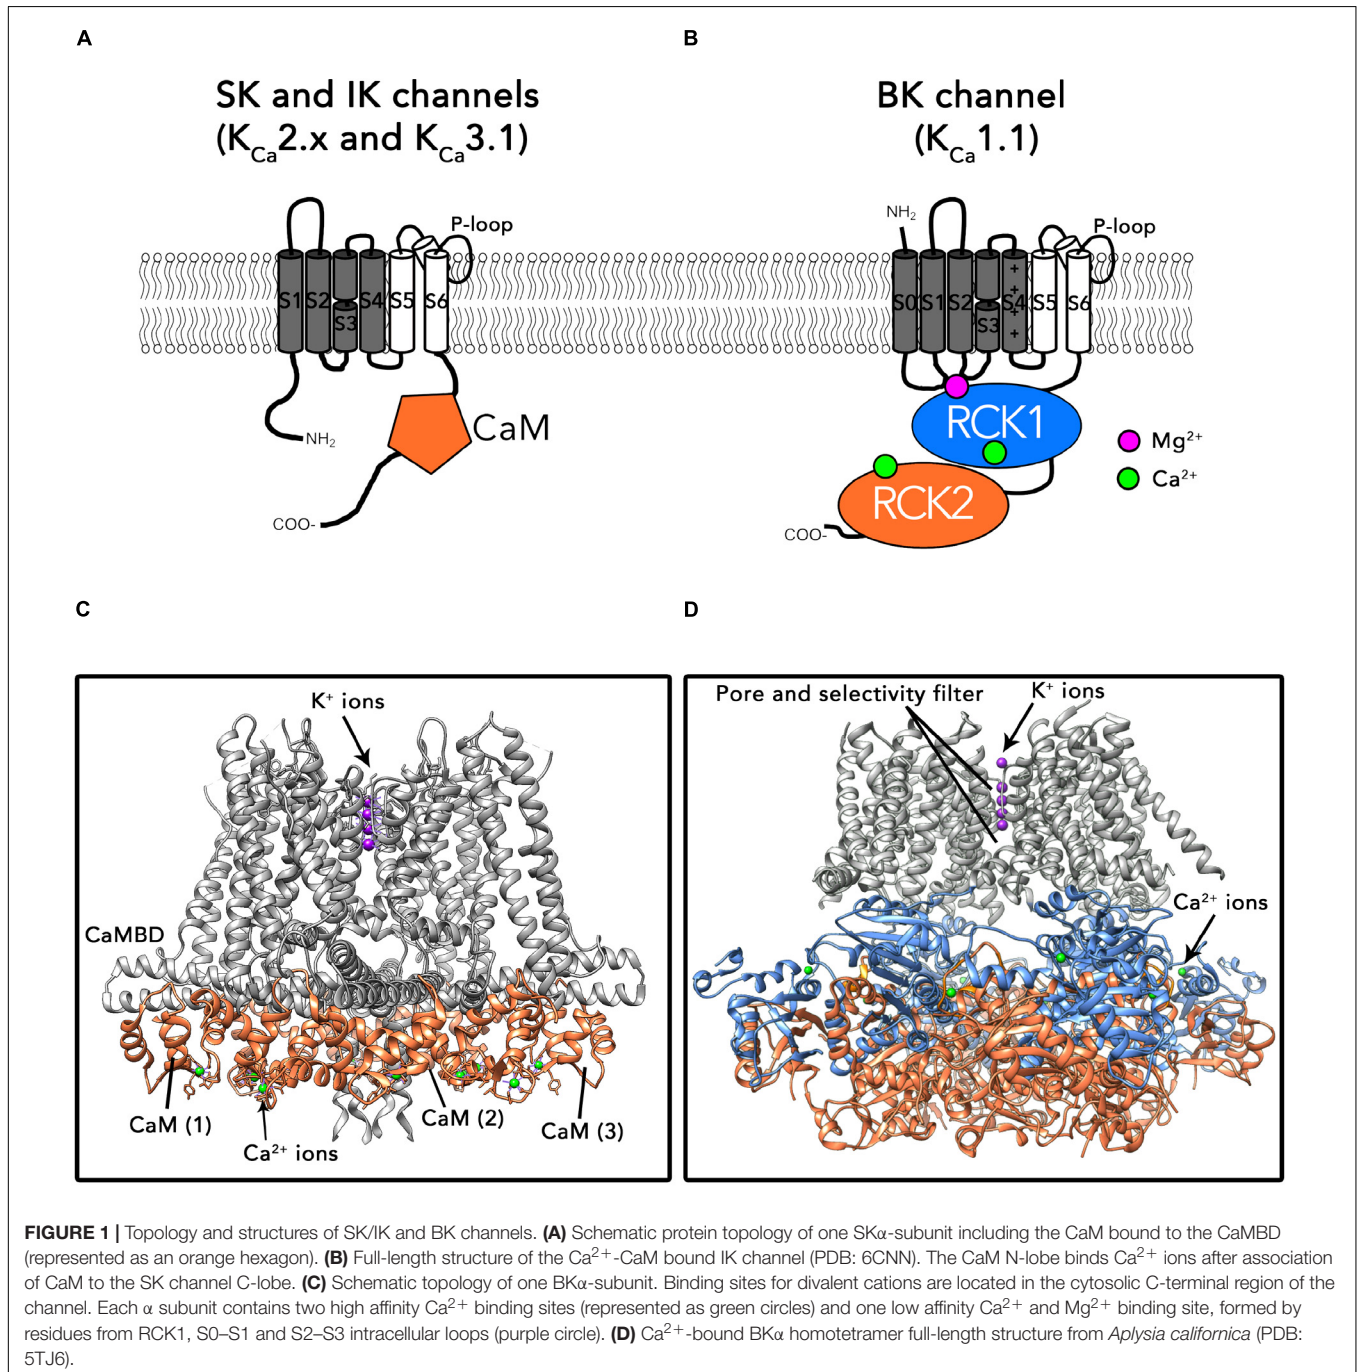 A
SK and IK channels
(KCa2.x and KCa3.1)
P-loop
S1 S2 S3 S4 S5 S6
NH2
CaM
COO-
B
BK channel
(KCa1.1)
NH2
P-loop
S0 S1 S2 S3 S4 S5 S6
+
+
+
+
RCK1
RCK2
COO-
Mg2+
Ca2+
C
K+ ions
CaMBD
CaM (1)
Ca2+ ions
CaM (2)
CaM (3)
D
Pore and selectivity filter
K+ ions
Ca2+ ions
FIGURE 1 | Topology and structures of SK/IK and BK channels. (A) Schematic protein topology of one SKα-subunit including the CaM bound to the CaMBD
(represented as an orange hexagon). (B) Full-length structure of the Ca2+-CaM bound IK channel (PDB: 6CNN). The CaM N-lobe binds Ca2+ ions after association
of CaM to the SK channel C-lobe. (C) Schematic topology of one BKα-subunit. Binding sites for divalent cations are located in the cytosolic C-terminal region of the
channel. Each α subunit contains two high affinity Ca2+ binding sites (represented as green circles) and one low affinity Ca2+ and Mg2+ binding site, formed by
residues from RCK1, S0–S1 and S2–S3 intracellular loops (purple circle). (D) Ca2+-bound BKα homotetramer full-length structure from Aplysia californica (PDB:
5TJ6).